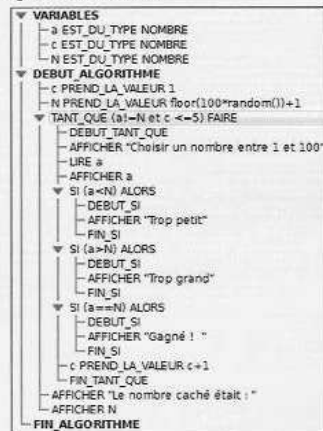 VARIABLES
a EST_DU_TYPE NOMBRE
c EST_DU_TYPE NOMBRE
N EST_DU_TYPE NOMBRE
DEBUT_ALGORITHME
c PREND_LA_VALEUR 1
N PREND_LA_VALEUR floor(100*random())+1
TANT_QUE (a!=N et c <=5) FAIRE
DEBUT_TANT_QUE
AFFICHER "Choisir un nombre entre 1 et 100"
LIRE a
AFFICHER a
SI (a<N) ALORS
DEBUT_SI
AFFICHER "Trop petit"
FIN_SI
SI (a>N) ALORS
DEBUT_SI
AFFICHER "Trop grand"
FIN_SI
SI (a==N) ALORS
DEBUT_SI
AFFICHER "Gagné ! "
FIN_SI
c PREND_LA_VALEUR c+1
FIN_TANT_QUE
AFFICHER "Le nombre caché était : "
AFFICHER N
FIN_ALGORITHME